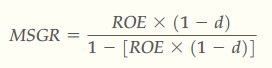 MSGR = ROE × (1 − d) / 1 − [ROE × (1 − d)]